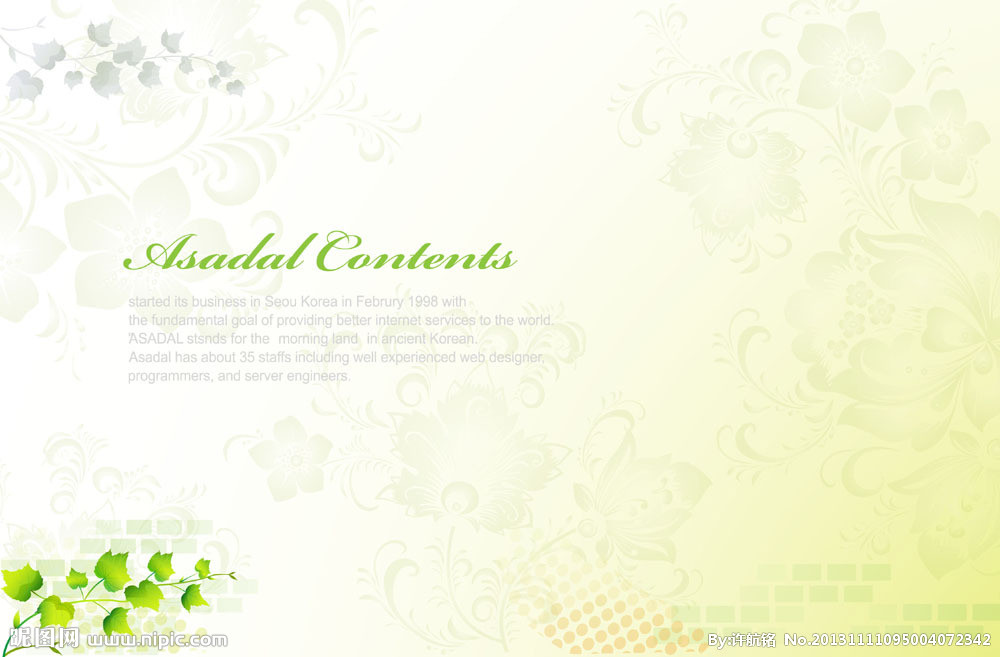 Asadal Contents
started its business in Seou Korea in Februry 1998 with
the fundamental goal of providing better internet services to the world.
'ASADAL stsnds for the  morning land  in ancient Korean.
Asadal has about 35 staffs including well experienced web designer,
programmers, and server engineers.
昵图网 www.nipic.com
By:许航铭 No.20131111095004072342